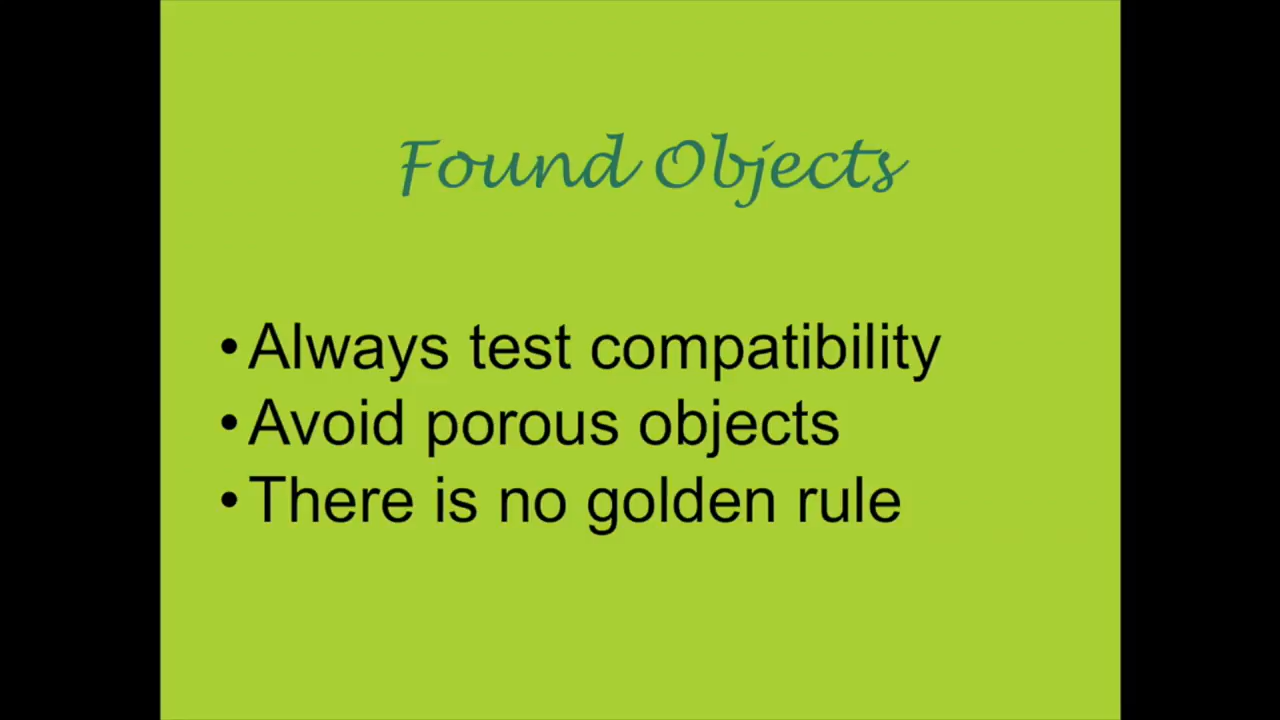 Found Objects
• Always test compatibility
• Avoid porous objects
• There is no golden rule